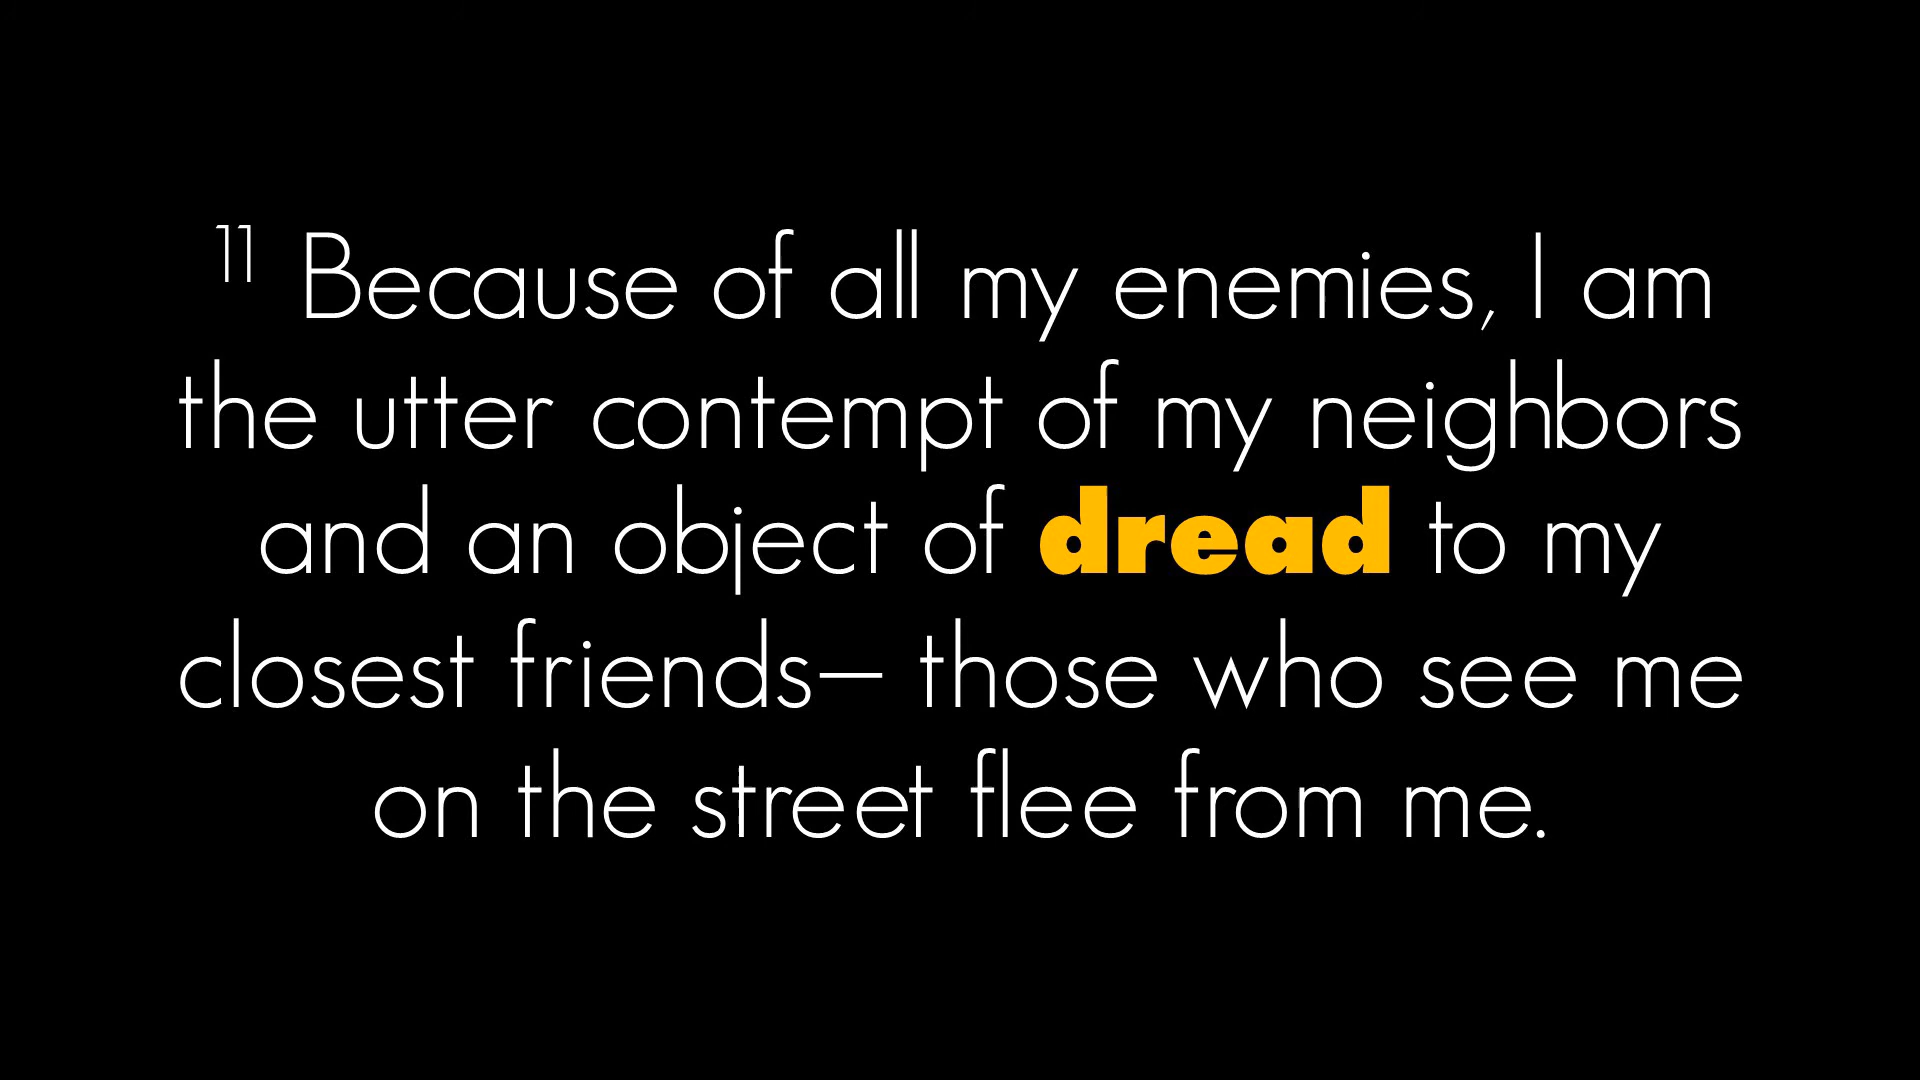 11 Because of all my enemies, I am
the utter contempt of my neighbors
and an object of dread to my
closest friends— those who see me
on the street flee from me.